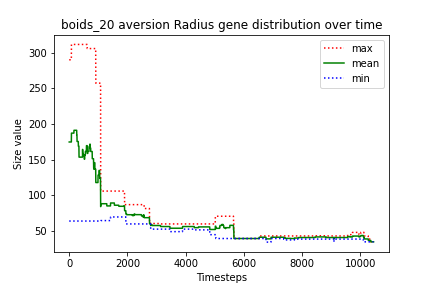 boids_20 aversion Radius gene distribution over time
max
mean
min
Size value
300
250
200
150
100
50
0
2000
4000
6000
8000
10000
Timesteps